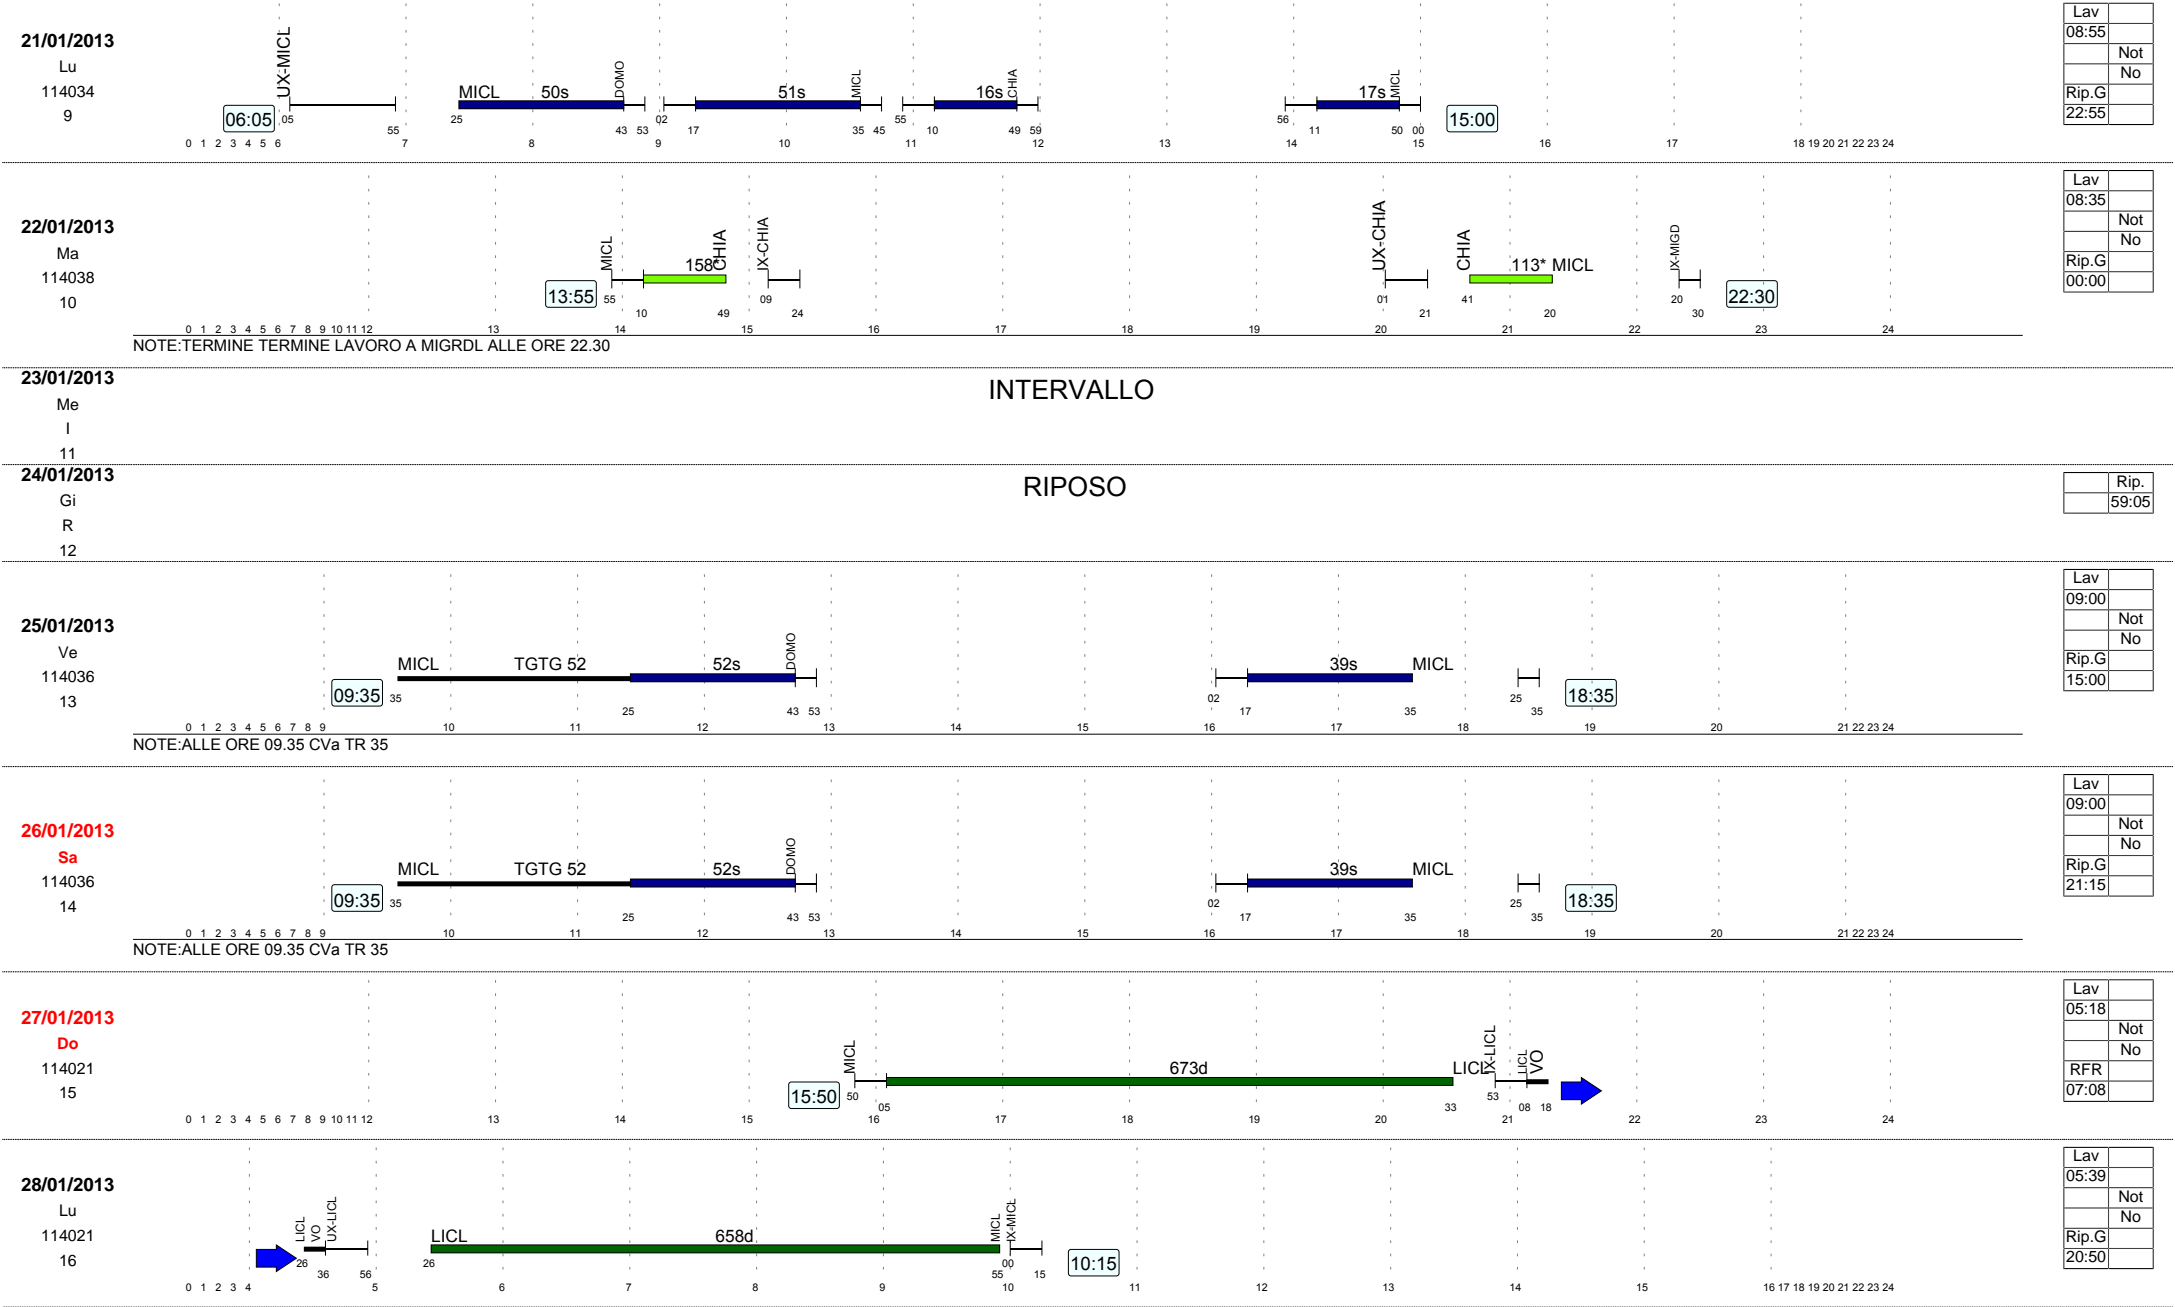 21/01/2013
Lu
114034
9
06:05
UX-MICL
05
55
MICL 50s DOMO
25
43 53
02
17
51s MICL
35 45
55
10
16s CHIA
49 59
56
11
17s MICL
50 00
15:00
0 1 2 3 4 5 6 7 8 9 10 11 12 13 14 15 16 17 18 19 20 21 22 23 24
Lav
08:55
Not
No
Rip.G
22:55
22/01/2013
Ma
114038
10
13:55
MICL
55
10
158* CHIA
49
IX-CHIA
09
24
UX-CHIA
01
21
CHIA
41
113* MICL
20
IX-MIGD
20
30
22:30
0 1 2 3 4 5 6 7 8 9 10 11 12 13 14 15 16 17 18 19 20 21 22 23 24
NOTE:TERMINE TERMINE LAVORO A MIGRDL ALLE ORE 22.30
Lav
08:35
Not
No
Rip.G
00:00
23/01/2013
Me
I
11
INTERVALLO
24/01/2013
Gi
R
12
RIPOSO
Rip.
59:05
25/01/2013
Ve
114036
13
09:35
MICL TGTG 52 52s DOMO
35
25
43 53
02
17
39s MICL
35
25
35
18:35
0 1 2 3 4 5 6 7 8 9 10 11 12 13 14 15 16 17 18 19 20 21 22 23 24
NOTE:ALLE ORE 09.35 CVa TR 35
Lav
09:00
Not
No
Rip.G
15:00
26/01/2013
Sa
114036
14
09:35
MICL TGTG 52 52s DOMO
35
25
43 53
02
17
39s MICL
35
25
35
18:35
0 1 2 3 4 5 6 7 8 9 10 11 12 13 14 15 16 17 18 19 20 21 22 23 24
NOTE:ALLE ORE 09.35 CVa TR 35
Lav
09:00
Not
No
Rip.G
21:15
27/01/2013
Do
114021
15
15:50
MICL
50
05
673d LICL
33
IX-LICL
53
LICL VO
08 18
0 1 2 3 4 5 6 7 8 9 10 11 12 13 14 15 16 17 18 19 20 21 22 23 24
Lav
05:18
Not
No
RFR
07:08
28/01/2013
Lu
114021
16
LICL VO UX-LICL
26
36
56
LICL 658d MICL
26
55
IX-MICL
00
15
10:15
0 1 2 3 4 5 6 7 8 9 10 11 12 13 14 15 16 17 18 19 20 21 22 23 24
Lav
05:39
Not
No
Rip.G
20:50